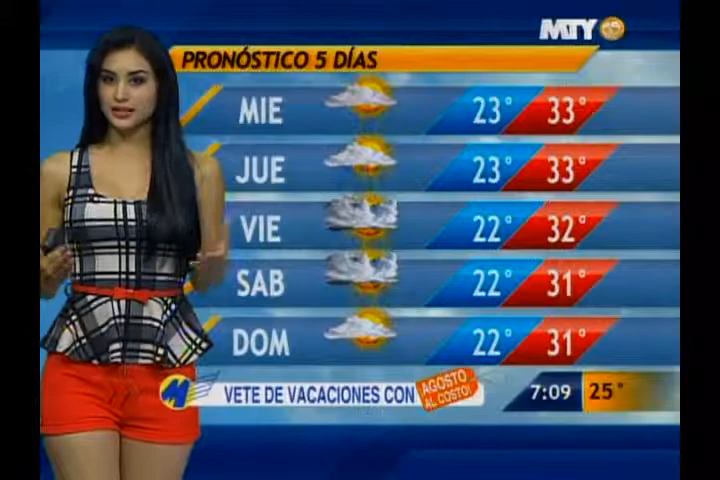 MTY
PRONÓSTICO 5 DÍAS
MIE 23° 33°
JUE 23° 33°
VIE 22° 32°
SAB 22° 31°
DOM 22° 31°
M VETE DE VACACIONES CON AGOSTO AL COSTO! 7:09 25°